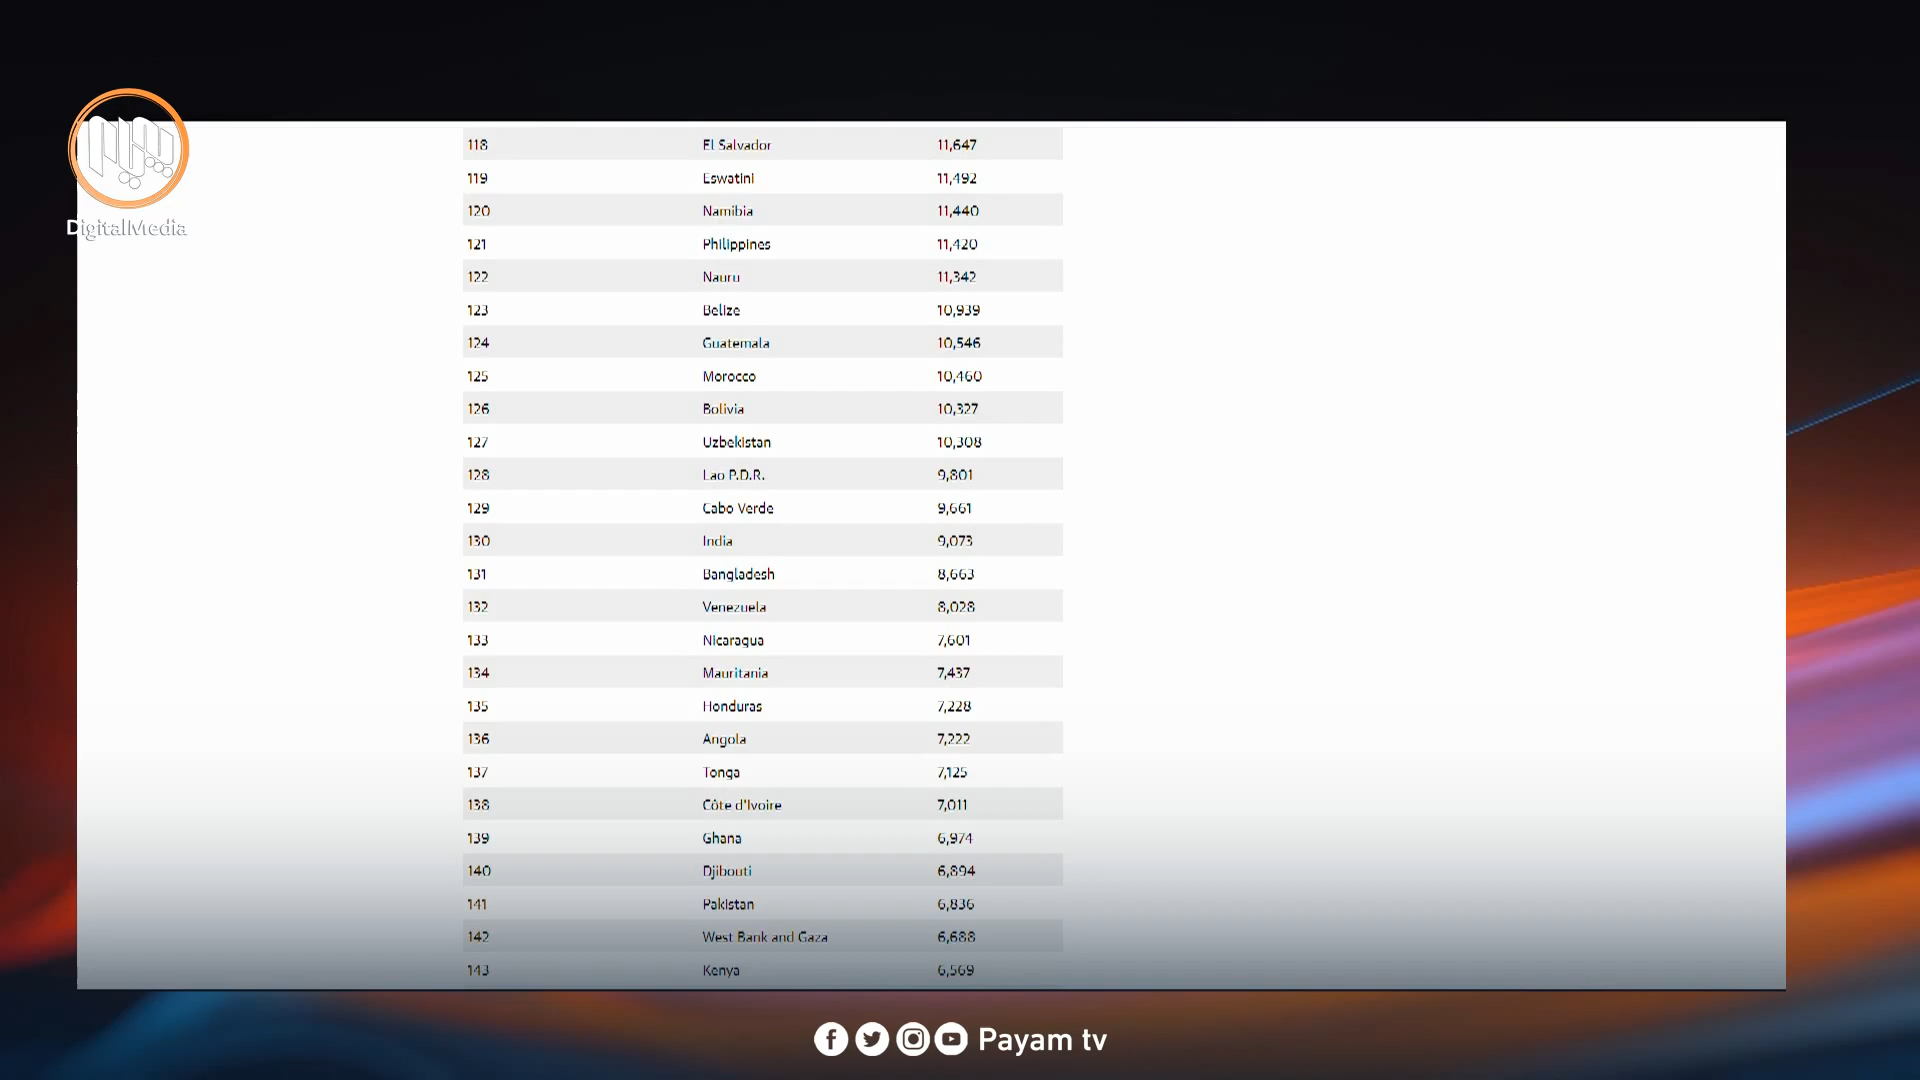 DigitalMedia
118 El Salvador 11,647
119 Eswatini 11,492
120 Namibia 11,440
121 Philippines 11,420
122 Nauru 11,342
123 Belize 10,939
124 Guatemala 10,546
125 Morocco 10,460
126 Bolivia 10,327
127 Uzbekistan 10,308
128 Lao P.D.R. 9,801
129 Cabo Verde 9,661
130 India 9,073
131 Bangladesh 8,663
132 Venezuela 8,028
133 Nicaragua 7,601
134 Mauritania 7,437
135 Honduras 7,228
136 Angola 7,222
137 Tonga 7,125
138 Côte d'Ivoire 7,011
139 Ghana 6,974
140 Djibouti 6,894
141 Pakistan 6,836
142 West Bank and Gaza 6,688
143 Kenya 6,569
Payam tv